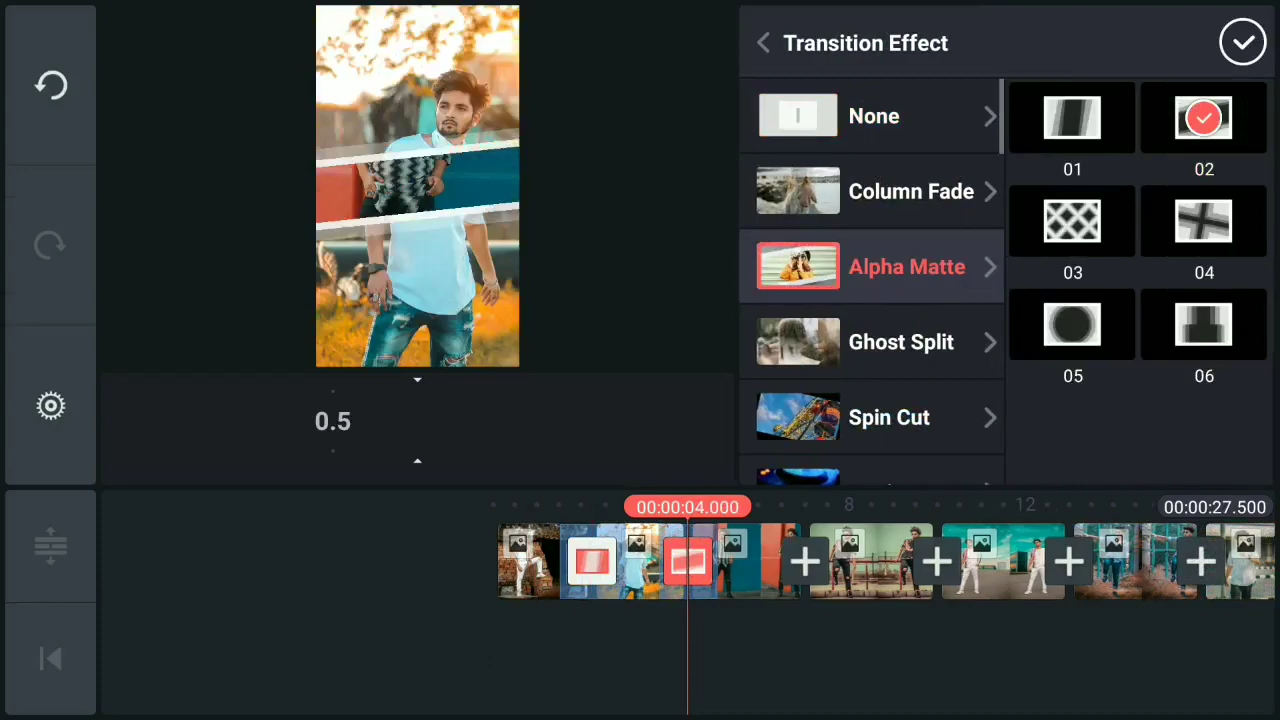 Transition Effect
None
Column Fade
Alpha Matte
Ghost Split
Spin Cut
01
02
03
04
05
06
0.5
00:00:04.000
8
12
00:00:27.500